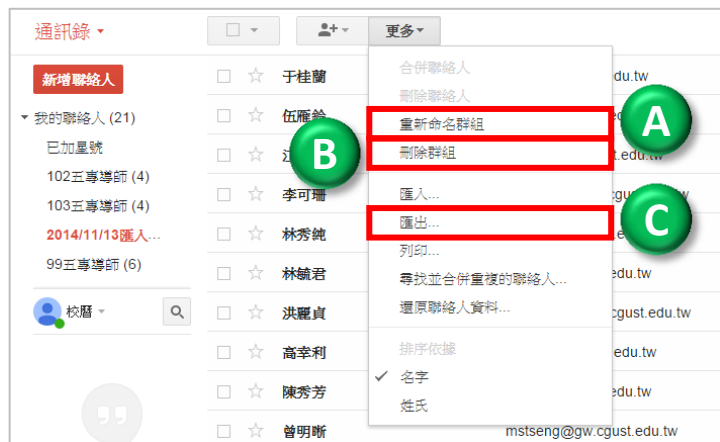 通訊錄
更多
新增聯絡人
我的聯絡人 (21)
已加星號
102五專導師 (4)
103五專導師 (4)
2014/11/13匯入...
99五專導師 (6)
校曆
于桂蘭
伍雁鈴
李可珊
林秀純
林毓君
洪麗貞
高幸利
陳秀芳
曾明晰
合併聯絡人
刪除聯絡人
重新命名群組
刪除群組
匯入...
匯出...
列印...
尋找並合併重複的聯絡人...
還原聯絡人資料...
排序依據
名字
姓氏
A
B
C
du.tw
t.edu.tw
edu.tw
cgust.edu.tw
edu.tw
edu.tw
mstseng@gw.cgust.edu.tw